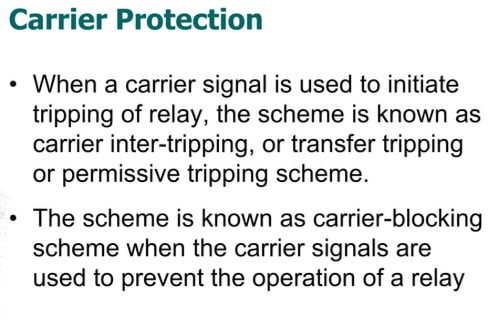 Carrier Protection
• When a carrier signal is used to initiate
tripping of relay, the scheme is known as
carrier inter-tripping, or transfer tripping
or permissive tripping scheme.
• The scheme is known as carrier-blocking
scheme when the carrier signals are
used to prevent the operation of a relay